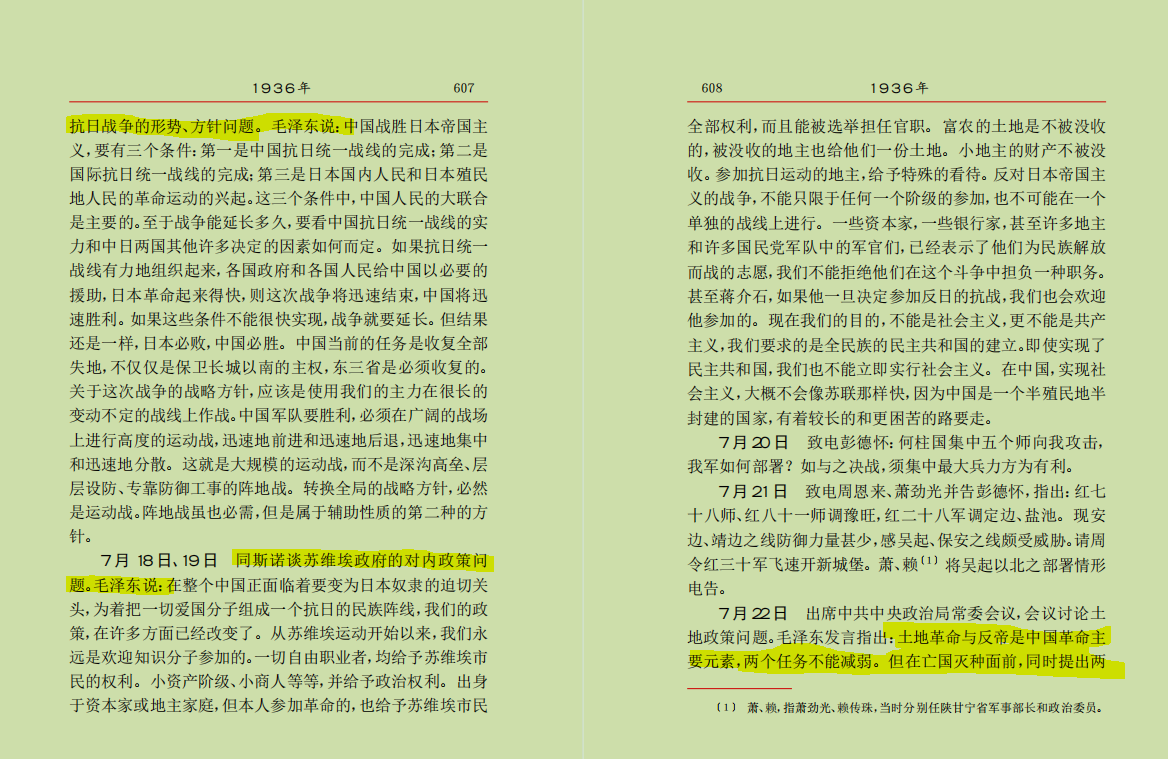 1936年 607
抗日战争的形势、方针问题。毛泽东说:中国战胜日本帝国主
义,要有三个条件:第一是中国抗日统一战线的完成;第二是
国际抗日统一战线的完成;第三是日本国内人民和日本殖民
地人民的革命运动的兴起。这三个条件中,中国人民的大联合
是主要的。至于战争能延长多久,要看中国抗日统一战线的实
力和中日两国其他许多决定的因素如何而定。如果抗日统一
战线有力地组织起来,各国政府和各国人民给中国以必要的
援助,日本革命起来得快,则这次战争将迅速结束,中国将迅
速胜利。如果这些条件不能很快实现,战争就要延长。但结果
还是一样,日本必败,中国必胜。中国当前的任务是收复全部
失地,不仅仅是保卫长城以南的主权,东三省是必须收复的。
关于这次战争的战略方针,应该是使用我们的主力在很长的
变动不定的战线上作战。中国军队要胜利,必须在广阔的战场
上进行高度的运动战,迅速地前进和迅速地后退,迅速地集中
和迅速地分散。这就是大规模的运动战,而不是深沟高垒、层
层设防、专靠防御工事的阵地战。转换全局的战略方针,必然
是运动战。阵地战虽也必需,但是属于辅助性质的第二种的方
针。
7月18日、19日 同斯诺谈苏维埃政府的对内政策问
题。毛泽东说:在整个中国正面临着要变为日本奴隶的迫切关
头,为着把一切爱国分子组成一个抗日的民族阵线,我们的政
策,在许多方面已经改变了。从苏维埃运动开始以来,我们永
远是欢迎知识分子参加的。一切自由职业者,均给予苏维埃市
民的权利。小资产阶级、小商人等等,并给予政治权利。出身
于资本家或地主家庭,但本人参加革命的,也给予苏维埃市民
608 1936年
全部权利,而且能被选举担任官职。富农的土地是不被没收
的,被没收的地主也给他们一份土地。小地主的财产不被没
收。参加抗日运动的地主,给予特殊的看待。反对日本帝国主
义的战争,不能只限于任何一个阶级的参加,也不可能在一个
单独的战线上进行。一些资本家,一些银行家,甚至许多地主
和许多国民党军队中的军官们,已经表示了他们为民族解放
而战的志愿,我们不能拒绝他们在这个斗争中担负一种职务。
甚至蒋介石,如果他一旦决定参加反日的抗战,我们也会欢迎
他参加的。现在我们的目的,不能是社会主义,更不能是共产
主义,我们要求的是全民族的民主共和国的建立。即使实现了
民主共和国,我们也不能立即实行社会主义。在中国,实现社
会主义,大概不会像苏联那样快,因为中国是一个半殖民地半
封建的国家,有着较长的和更困苦的路要走。
7月20日 致电彭德怀:何柱国集中五个师向我攻击,
我军如何部署?如与之决战,须集中最大兵力方为有利。
7月21日 致电周恩来、萧劲光并告彭德怀,指出:红七
十八师、红八十一师调豫旺,红二十八军调定边、盐池。现安
边、靖边之线防御力量甚少,感吴起、保安之线颇受威胁。请周
令红三十军飞速开新城堡。萧、赖〔1〕将吴起以北之部署情形
电告。
7月22日 出席中共中央政治局常委会议,会议讨论土
地政策问题。毛泽东发言指出:土地革命与反帝是中国革命主
要元素,两个任务不能减弱。但在亡国灭种面前,同时提出两
〔1〕 萧、赖,指萧劲光、赖传珠,当时分别任陕甘宁省军事部长和政治委员。